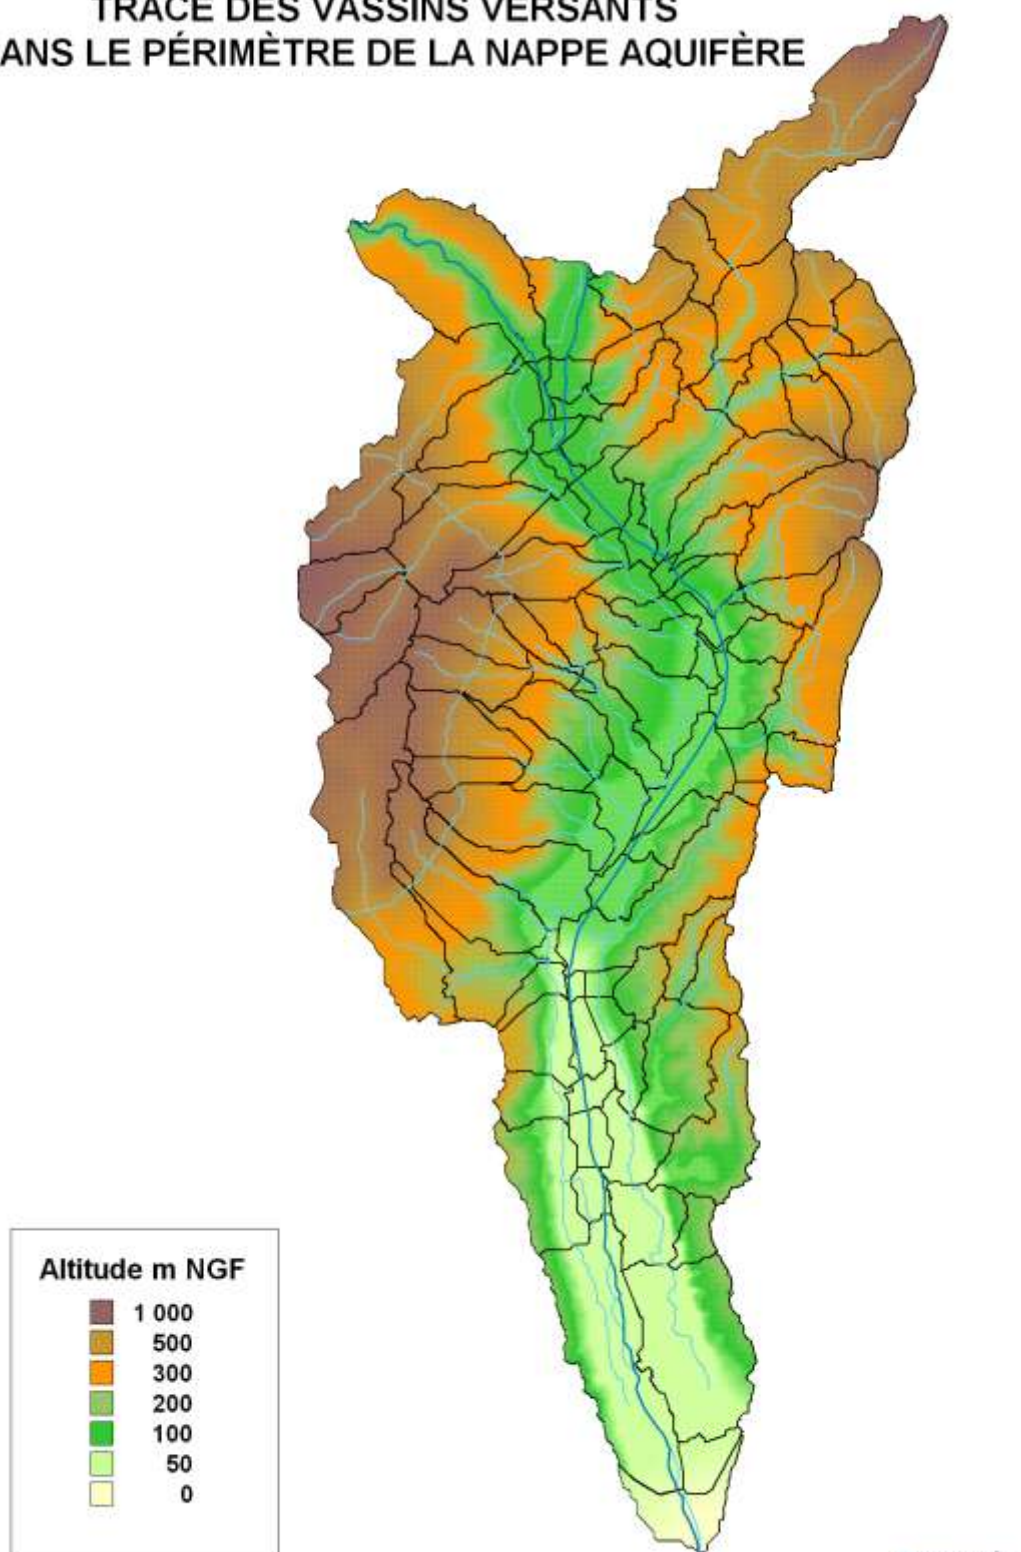 TRACE DES VASSINS VERSANTS
ANS LE PÉRIMÈTRE DE LA NAPPE AQUIFÈRE
Altitude m NGF
1 000
500
300
200
100
50
0